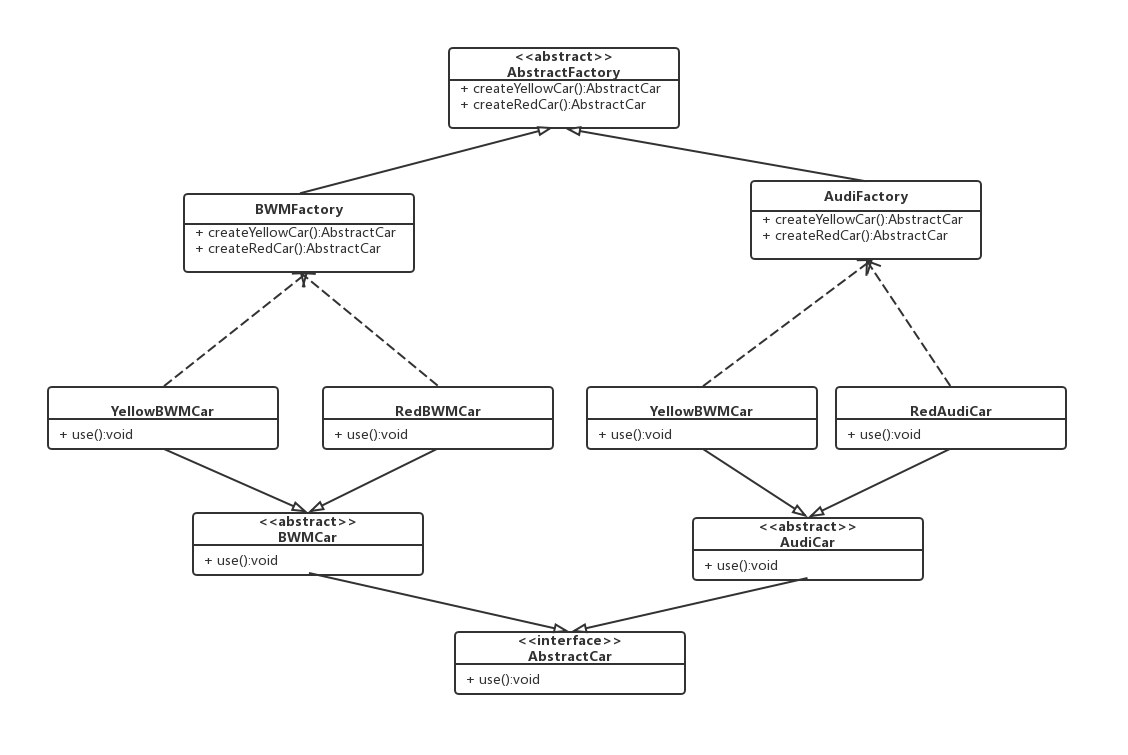 <<abstract>>
AbstractFactory
+ createYellowCar():AbstractCar
+ createRedCar():AbstractCar
BWMFactory
+ createYellowCar():AbstractCar
+ createRedCar():AbstractCar
AudiFactory
+ createYellowCar():AbstractCar
+ createRedCar():AbstractCar
YellowBWMCar
+ use():void
RedBWMCar
+ use():void
YellowBWMCar
+ use():void
RedAudiCar
+ use():void
<<abstract>>
BWMCar
+ use():void
<<abstract>>
AudiCar
+ use():void
<<interface>>
AbstractCar
+ use():void